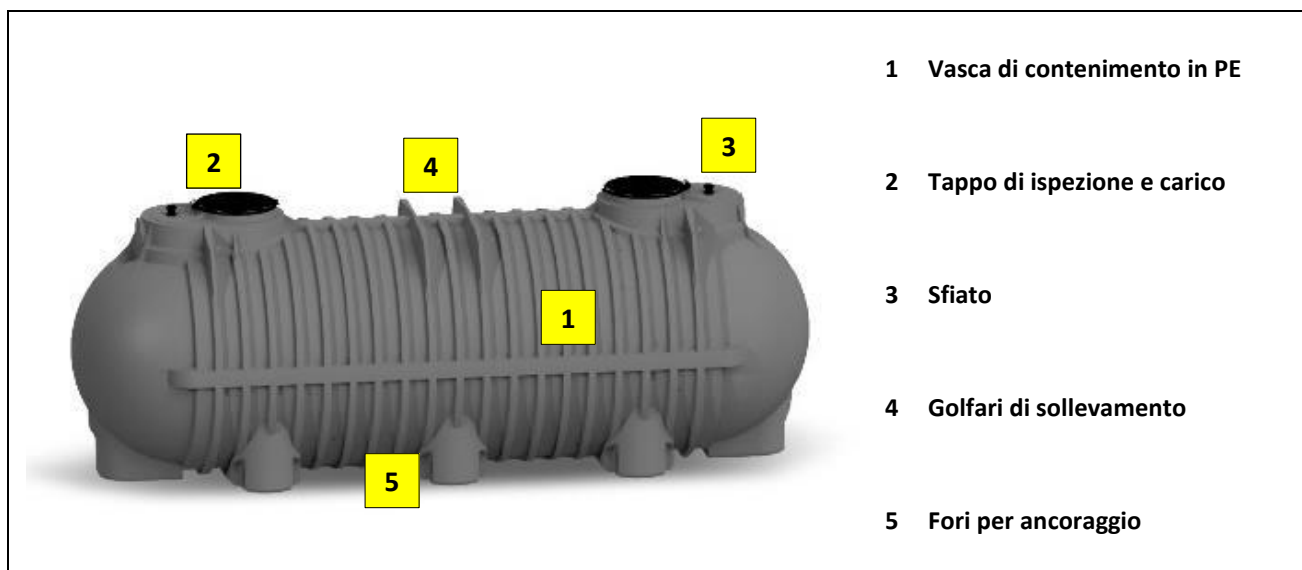 1 Vasca di contenimento in PE
2 Tappo di ispezione e carico
3 Sfiato
4 Golfari di sollevamento
5 Fori per ancoraggio
2
4
3
1
5